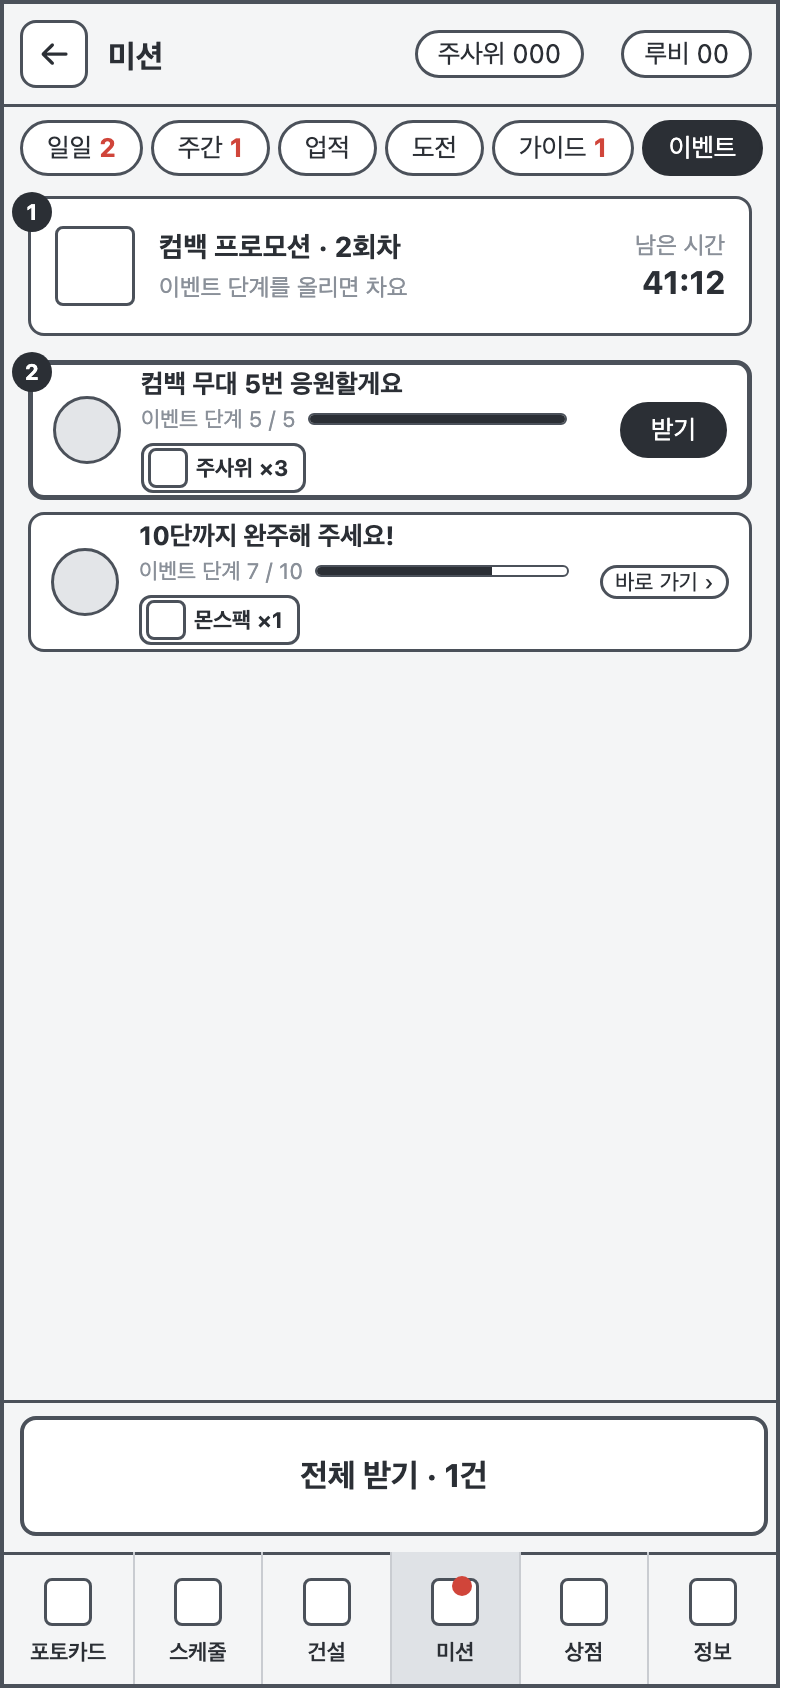 미션
주사위 000
루비 00
일일 2
주간 1
업적
도전
가이드 1
이벤트
1
컴백 프로모션 · 2회차
이벤트 단계를 올리면 차요
남은 시간
41:12
2
컴백 무대 5번 응원할게요
이벤트 단계 5 / 5
주사위 ×3
받기
10단까지 완주해 주세요!
이벤트 단계 7 / 10
몬스팩 ×1
바로 가기 ›
전체 받기 · 1건
포토카드
스케줄
건설
미션
상점
정보